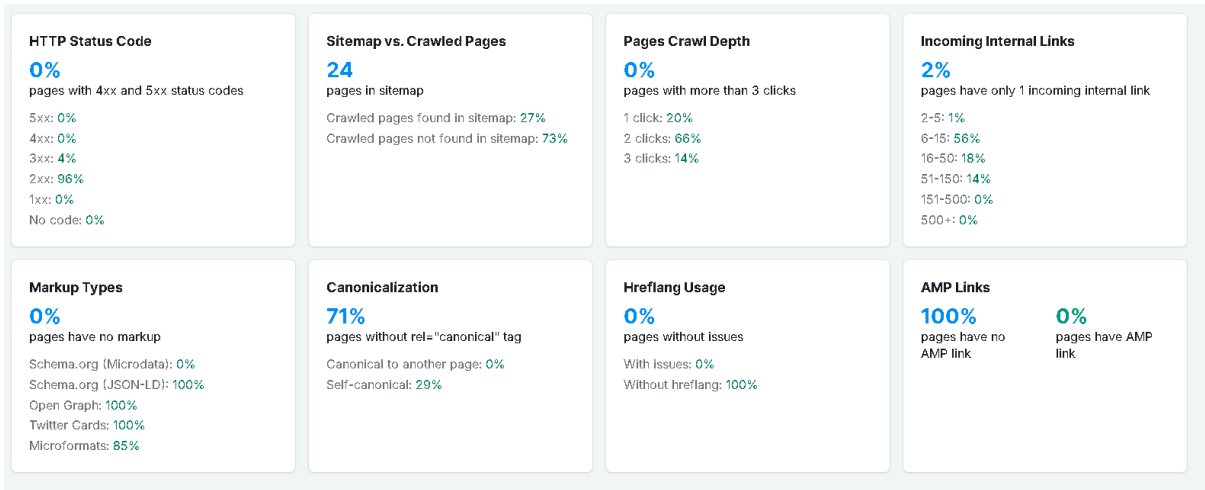 HTTP Status Code
0%
pages with 4xx and 5xx status codes
5xx: 0%
4xx: 0%
3xx: 4%
2xx: 96%
1xx: 0%
No code: 0%
Sitemap vs. Crawled Pages
24
pages in sitemap
Crawled pages found in sitemap: 27%
Crawled pages not found in sitemap: 73%
Pages Crawl Depth
0%
pages with more than 3 clicks
1 click: 20%
2 clicks: 66%
3 clicks: 14%
Incoming Internal Links
2%
pages have only 1 incoming internal link
2-5: 1%
6-15: 56%
16-50: 18%
51-150: 14%
151-500: 0%
500+: 0%
Markup Types
0%
pages have no markup
Schema.org (Microdata): 0%
Schema.org (JSON-LD): 100%
Open Graph: 100%
Twitter Cards: 100%
Microformats: 85%
Canonicalization
71%
pages without rel="canonical" tag
Canonical to another page: 0%
Self-canonical: 29%
Hreflang Usage
0%
pages without issues
With issues: 0%
Without hreflang: 100%
AMP Links
100%
pages have no
AMP link
0%
pages have AMP
link